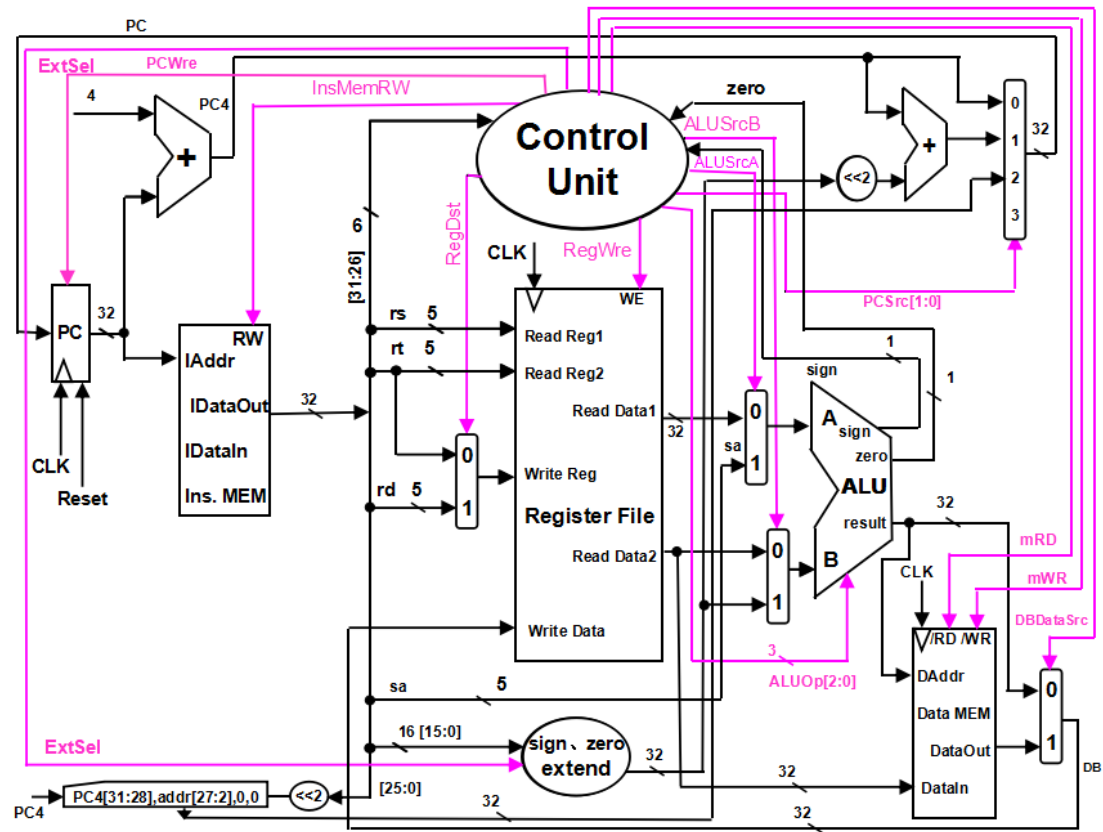 PC
ExtSel
PCWre
InsMemRW
4
PC4
+
zero
ALUSrcB
ALUSrcA
Control
Unit
<<2
+
0
1
2
3
32
6
[31:26]
RegDst
CLK
RegWre
PCSrc[1:0]
PC
32
RW
IAddr
IDataOut
IDataIn
Ins. MEM
32
CLK
Reset
rs
5
rt
5
rd
5
0
1
WE
Read Reg1
Read Reg2
Read Data1
Write Reg
Register File
Read Data2
Write Data
32
sa
0
1
0
1
sign
1
1
A
sign
zero
ALU
result
B
32
3
ALUOp[2:0]
CLK
mRD
mWR
DBDataSrc
/RD /WR
DAddr
Data MEM
DataOut
DataIn
0
1
DB
sa
5
ExtSel
16 [15:0]
sign、zero
extend
32
32
[25:0]
PC4
PC4[31:28],addr[27:2],0,0
<<2
32
32